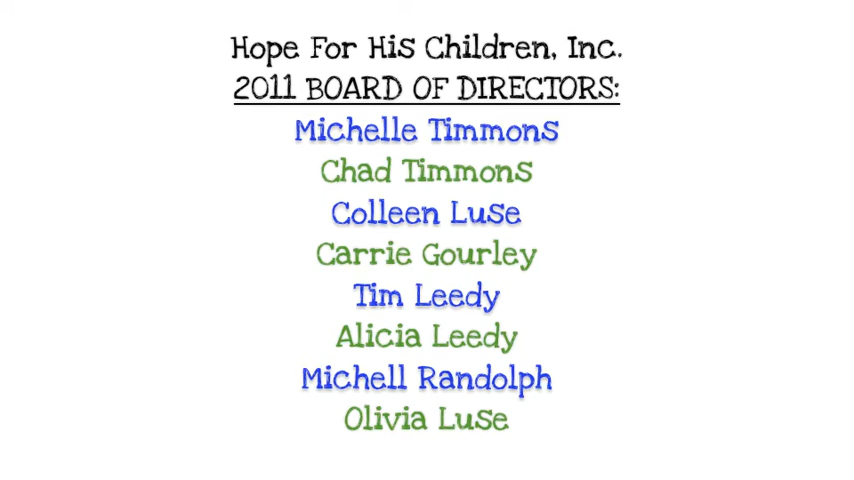 Hope For His Children, Inc.
2011 BOARD OF DIRECTORS:
Michelle Timmons
Chad Timmons
Colleen Luse
Carrie Gourley
Tim Leedy
Alicia Leedy
Michell Randolph
Olivia Luse